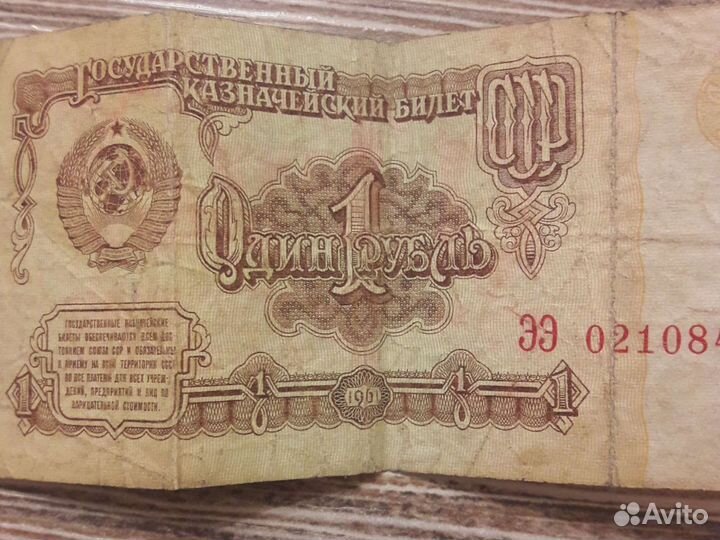 ГОСУДАРСТВЕННЫЙ
КАЗНАЧЕЙСКИЙ БИЛЕТ
СССР
1
ОДИН РУБЛЬ
ГОСУДАРСТВЕННЫЕ КАЗНАЧЕЙСКИЕ
БИЛЕТЫ ОБЕСПЕЧИВАЮТСЯ ВСЕМ ДОС-
ТОЯНИЕМ СОЮЗА ССР И ОБЯЗАТЕЛЬНЫ
К ПРИЕМУ НА ВСЕЙ ТЕРРИТОРИИ СССР
ВО ВСЕ ПЛАТЕЖИ ДЛЯ ВСЕХ УЧРЕЖ-
ДЕНИЙ, ПРЕДПРИЯТИЙ И ЛИЦ ПО
НАРИЦАТЕЛЬНОЙ СТОИМОСТИ.
ЭЭ 021084
1 1 1961 1 1
Avito